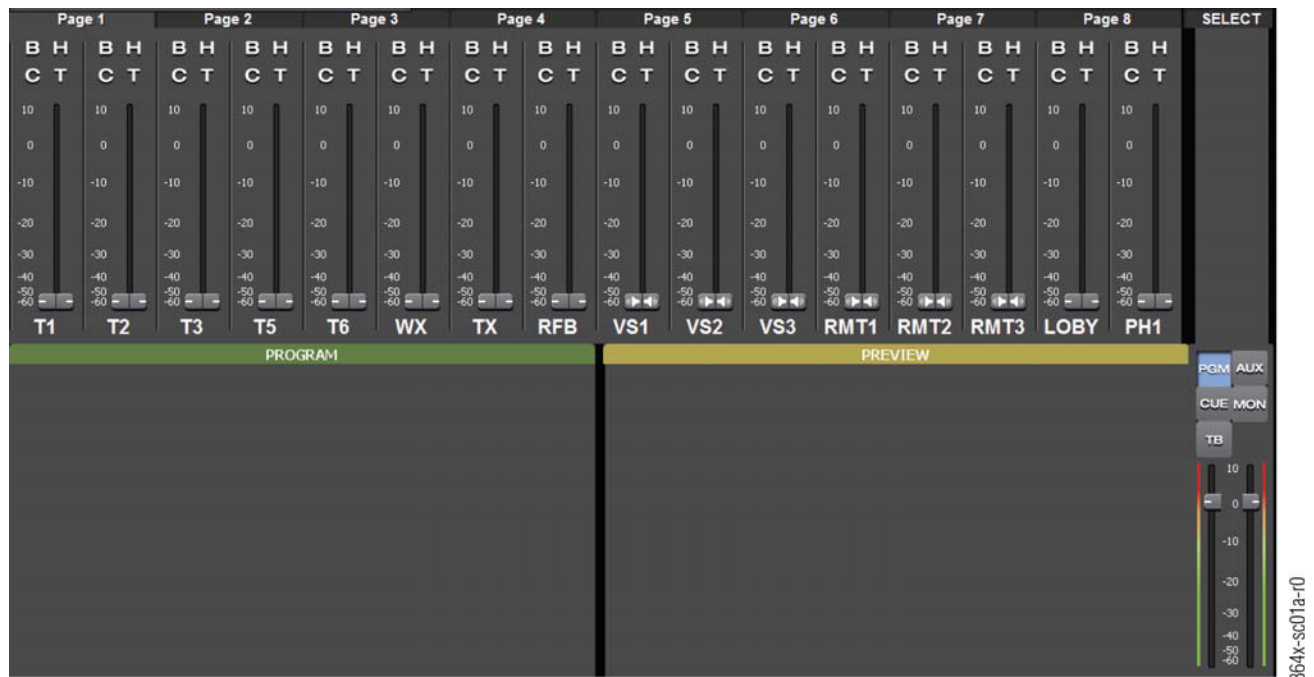 Page 1 Page 2 Page 3 Page 4 Page 5 Page 6 Page 7 Page 8 SELECT
B H B H B H B H B H B H B H B H B H B H B H B H B H B H B H B H
C T C T C T C T C T C T C T C T C T C T C T C T C T C T C T C T
10 10 10 10 10 10 10 10 10 10 10 10 10 10 10 10
0 0 0 0 0 0 0 0 0 0 0 0 0 0 0 0
-10 -10 -10 -10 -10 -10 -10 -10 -10 -10 -10 -10 -10 -10 -10 -10
-20 -20 -20 -20 -20 -20 -20 -20 -20 -20 -20 -20 -20 -20 -20 -20
-30 -30 -30 -30 -30 -30 -30 -30 -30 -30 -30 -30 -30 -30 -30 -30
-40 -40 -40 -40 -40 -40 -40 -40 -40 -40 -40 -40 -40 -40 -40 -40
-50 -50 -50 -50 -50 -50 -50 -50 -50 -50 -50 -50 -50 -50 -50 -50
-60 -60 -60 -60 -60 -60 -60 -60 -60 -60 -60 -60 -60 -60 -60 -60
T1 T2 T3 T5 T6 WX TX RFB VS1 VS2 VS3 RMT1 RMT2 RMT3 LOBY PH1
PROGRAM PREVIEW
PGM AUX
CUE MON
TB
10
0
-10
-20
-30
-40
-50
-60
364x-sc01a-r0